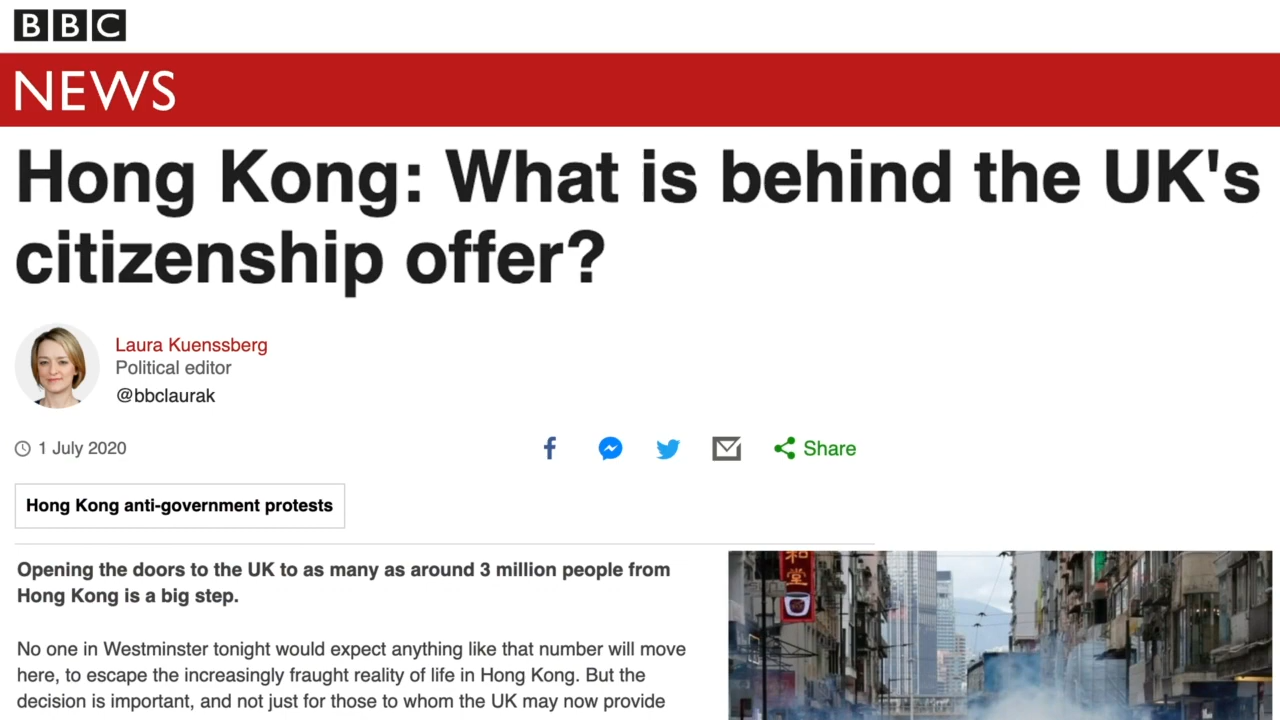 BBC
NEWS
Hong Kong: What is behind the UK's
citizenship offer?
Laura Kuenssberg
Political editor
@bbclaurak
1 July 2020
Share
Hong Kong anti-government protests
Opening the doors to the UK to as many as around 3 million people from
Hong Kong is a big step.
No one in Westminster tonight would expect anything like that number will move
here, to escape the increasingly fraught reality of life in Hong Kong. But the
decision is important, and not just for those to whom the UK may now provide
和
堂